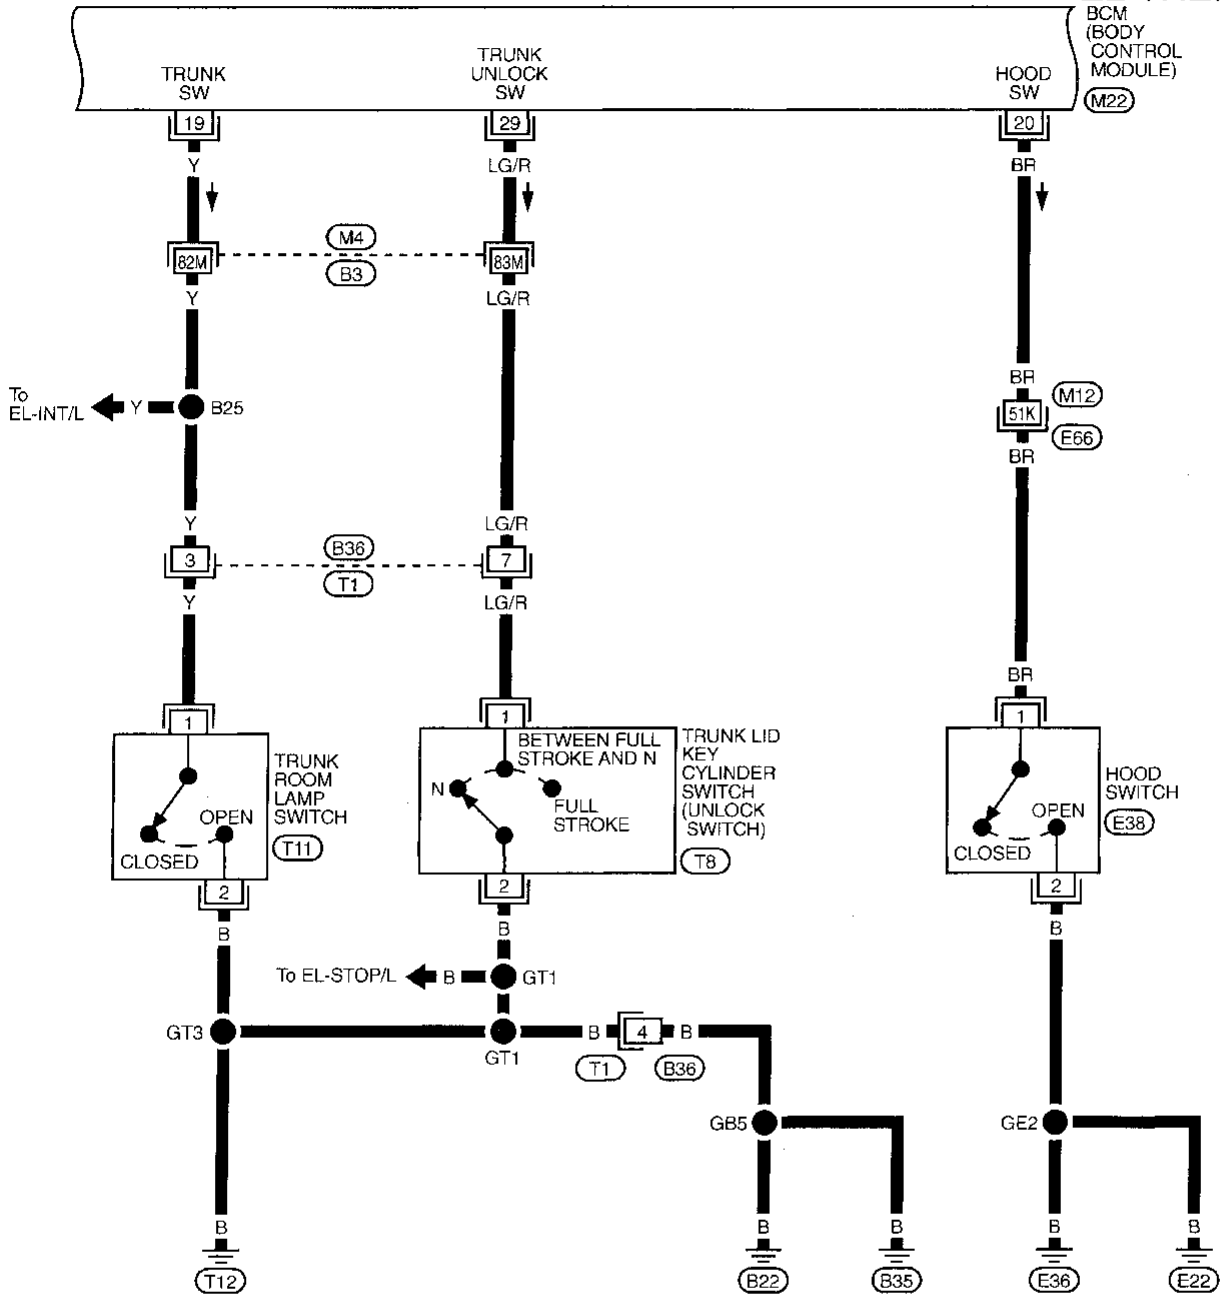 BCM
(BODY
CONTROL
MODULE)
M22
TRUNK
SW
TRUNK
UNLOCK
SW
HOOD
SW
19
29
20
Y
LG/R
BR
M4
82M
83M
B3
Y
LG/R
BR
To
EL-INT/L
Y
B25
51K
M12
E66
BR
Y
LG/R
3
B36
7
T1
Y
LG/R
BR
1
1
1
TRUNK
ROOM
LAMP
SWITCH
T11
OPEN
CLOSED
BETWEEN FULL
STROKE AND N
N
FULL
STROKE
TRUNK LID
KEY
CYLINDER
SWITCH
(UNLOCK
SWITCH)
T8
HOOD
SWITCH
E38
OPEN
CLOSED
2
2
2
B
B
B
To EL-STOP/L
B
GT1
GT3
GT1
B
4
B
T1
B36
GB5
GE2
B
B
B
B
B
T12
B22
B35
E36
E22